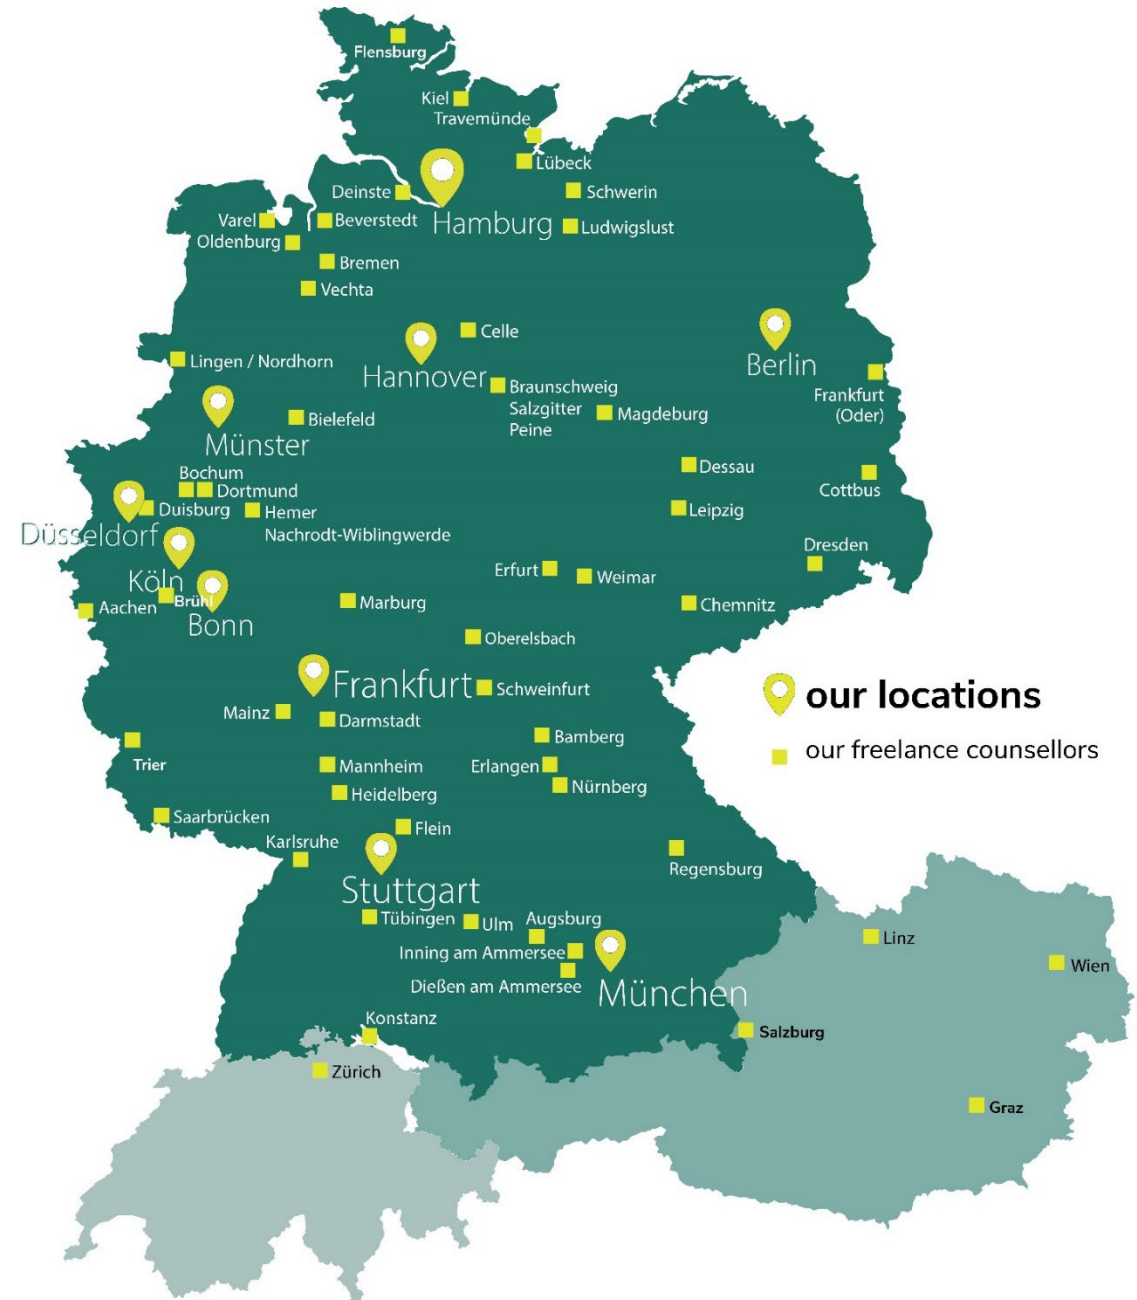 Flensburg
Kiel
Travemünde
Lübeck
Deinste
Schwerin
Hamburg
Varel
Beverstedt
Ludwigslust
Oldenburg
Bremen
Vechta
Celle
Lingen / Nordhorn
Hannover
Berlin
Braunschweig
Salzgitter
Peine
Frankfurt
(Oder)
Magdeburg
Bielefeld
Münster
Bochum
Dortmund
Dessau
Cottbus
Duisburg
Hemer
Nachrodt-Wiblingwerde
Leipzig
Düsseldorf
Dresden
Köln
Erfurt
Weimar
Brühl
Aachen
Marburg
Chemnitz
Bonn
Oberelsbach
Frankfurt
Schweinfurt
our locations
Mainz
Darmstadt
Bamberg
our freelance counsellors
Trier
Mannheim
Erlangen
Nürnberg
Heidelberg
Saarbrücken
Flein
Karlsruhe
Regensburg
Stuttgart
Tübingen
Ulm
Augsburg
Linz
Inning am Ammersee
Wien
Dießen am Ammersee
München
Konstanz
Salzburg
Zürich
Graz